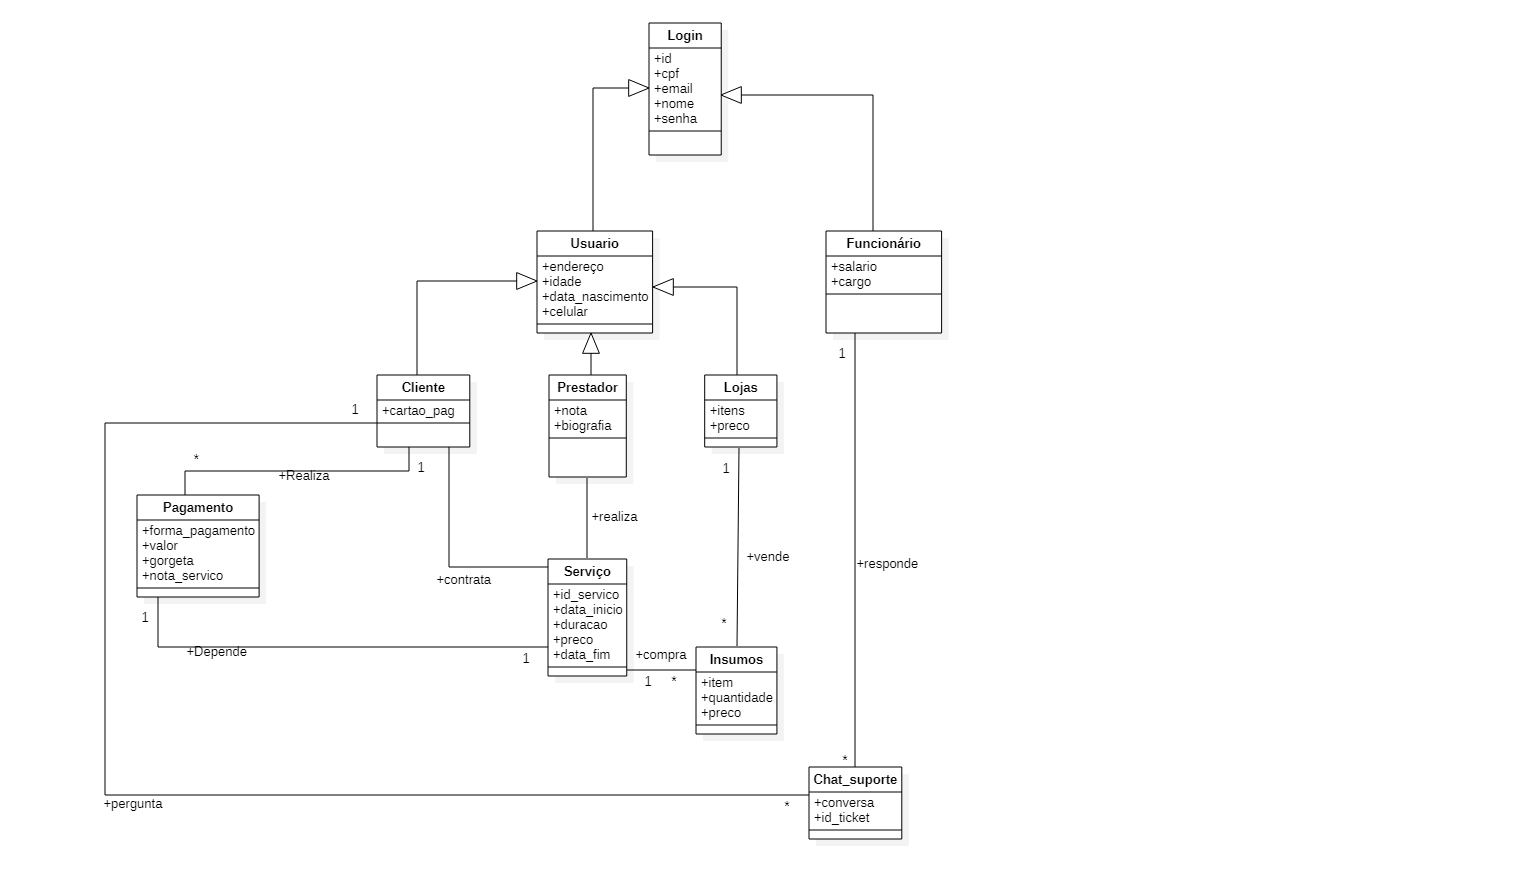 Login
+id
+cpf
+email
+nome
+senha
Usuario
+endereço
+idade
+data_nascimento
+celular
Funcionário
+salario
+cargo
1
Cliente
+cartao_pag
1
1
Prestador
+nota
+biografia
Lojas
+itens
+preco
1
*
+Realiza
Pagamento
+forma_pagamento
+valor
+gorgeta
+nota_servico
1
+realiza
+contrata
+vende
+responde
Serviço
+id_servico
+data_inicio
+duracao
+preco
+data_fim
+Depende
1
+compra
1
*
*
Insumos
+item
+quantidade
+preco
*
Chat_suporte
+conversa
+id_ticket
+pergunta
*